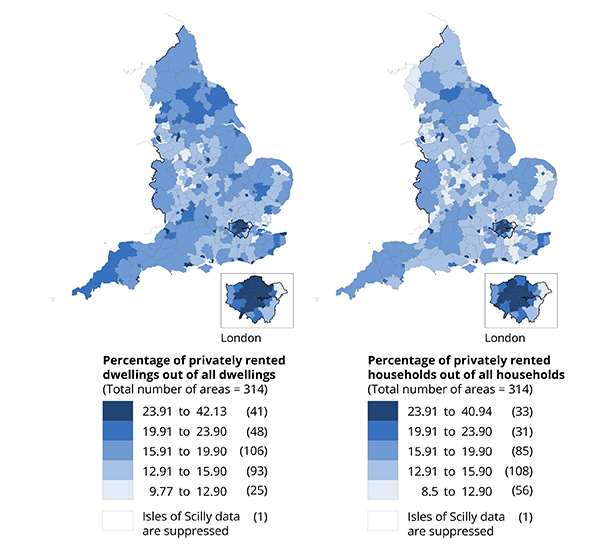 London
Percentage of privately rented
dwellings out of all dwellings
(Total number of areas = 314)
23.91 to 42.13 (41)
19.91 to 23.90 (48)
15.91 to 19.90 (106)
12.91 to 15.90 (93)
9.77 to 12.90 (25)
Isles of Scilly data (1)
are suppressed
London
Percentage of privately rented
households out of all households
(Total number of areas = 314)
23.91 to 40.94 (33)
19.91 to 23.90 (31)
15.91 to 19.90 (85)
12.91 to 15.90 (108)
8.5 to 12.90 (56)
Isles of Scilly data (1)
are suppressed